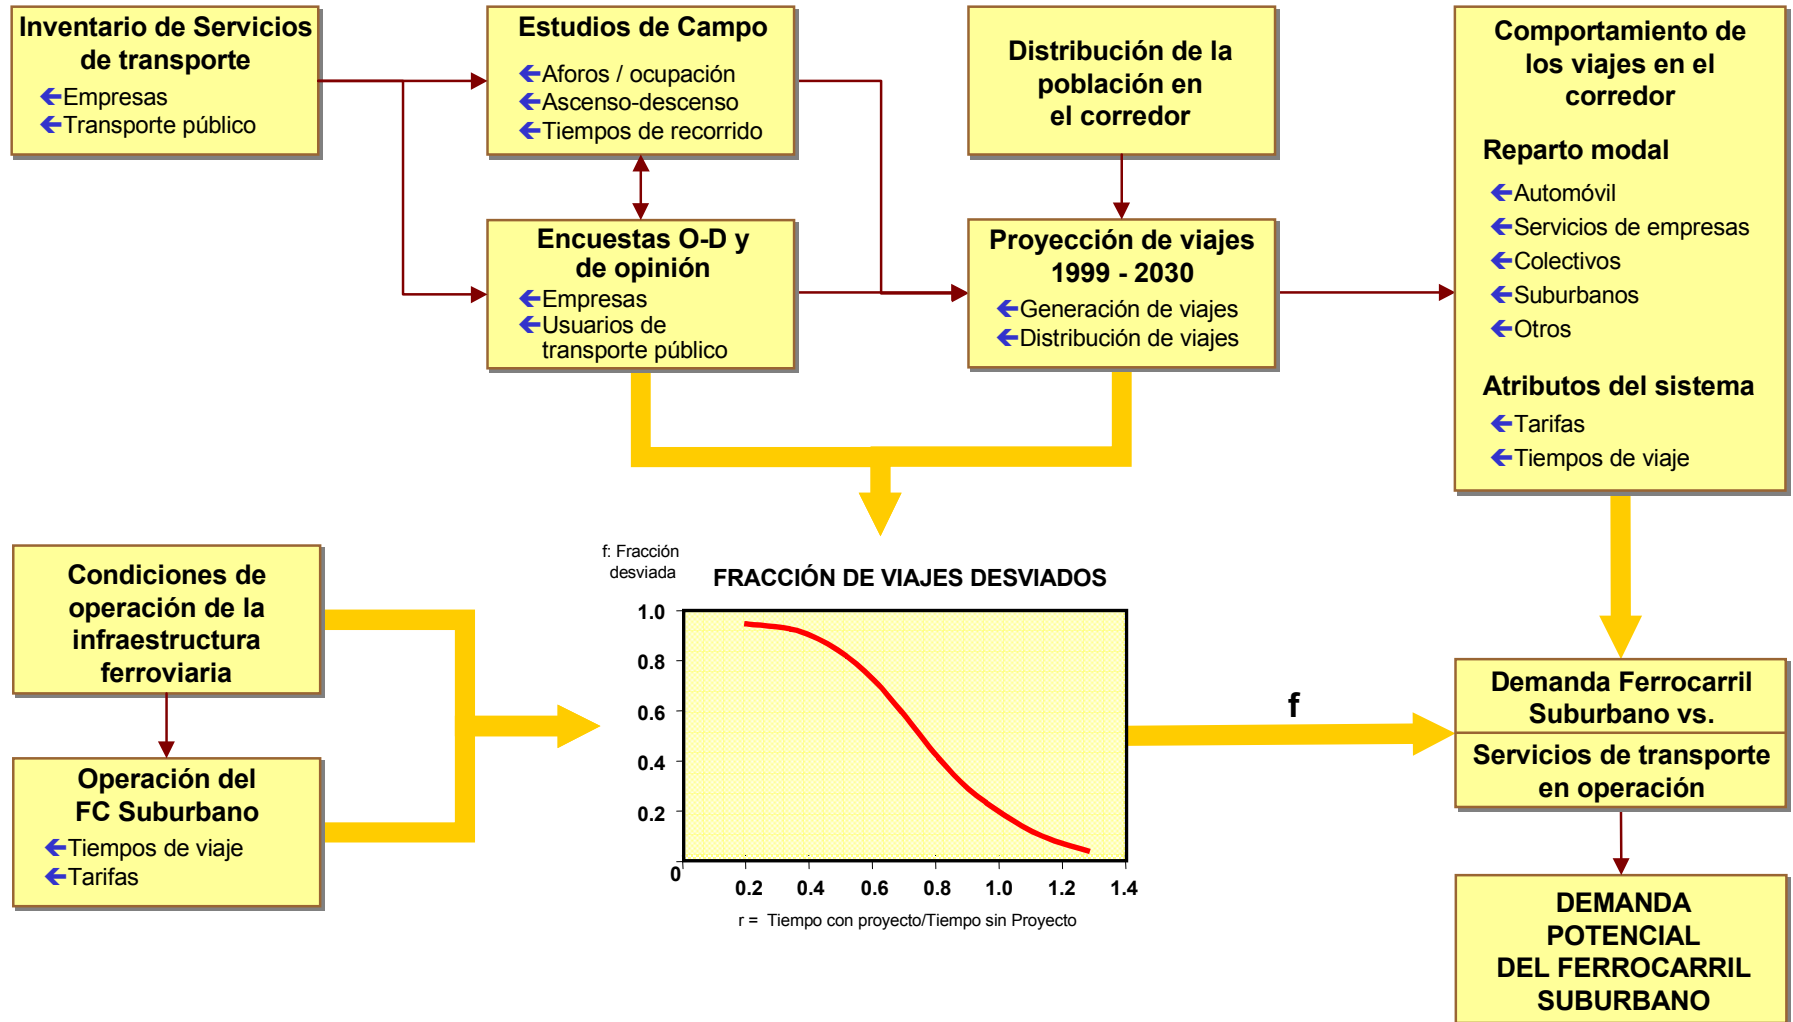 Inventario de Servicios
de transporte
Empresas
Transporte público
Estudios de Campo
Aforos / ocupación
Ascenso-descenso
Tiempos de recorrido
Distribución de la
población en
el corredor
Comportamiento de
los viajes en el
corredor
Reparto modal
Automóvil
Servicios de empresas
Colectivos
Suburbanos
Otros
Atributos del sistema
Tarifas
Tiempos de viaje
Encuestas O-D y
de opinión
Empresas
Usuarios de
transporte público
Proyección de viajes
1999 - 2030
Generación de viajes
Distribución de viajes
Condiciones de
operación de la
infraestructura
ferroviaria
Operación del
FC Suburbano
Tiempos de viaje
Tarifas
f: Fracción
desviada
FRACCIÓN DE VIAJES DESVIADOS
1.0
0.8
0.6
0.4
0.2
0
0.2 0.4 0.6 0.8 1.0 1.2 1.4
r = Tiempo con proyecto/Tiempo sin Proyecto
f
Demanda Ferrocarril
Suburbano vs.
Servicios de transporte
en operación
DEMANDA
POTENCIAL
DEL FERROCARRIL
SUBURBANO